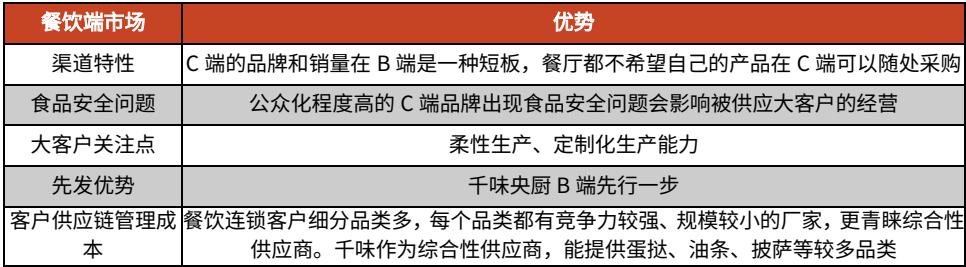 餐饮端市场 优势
渠道特性 C 端的品牌和销量在 B 端是一种短板，餐厅都不希望自己的产品在 C 端可以随处采购
食品安全问题 公众化程度高的 C 端品牌出现食品安全问题会影响被供应大客户的经营
大客户关注点 柔性生产、定制化生产能力
先发优势 千味央厨 B 端先行一步
客户供应链管理成 餐饮连锁客户细分品类多，每个品类都有竞争力较强、规模较小的厂家，更青睐综合性
本 供应商。千味作为综合性供应商，能提供蛋挞、油条、披萨等较多品类